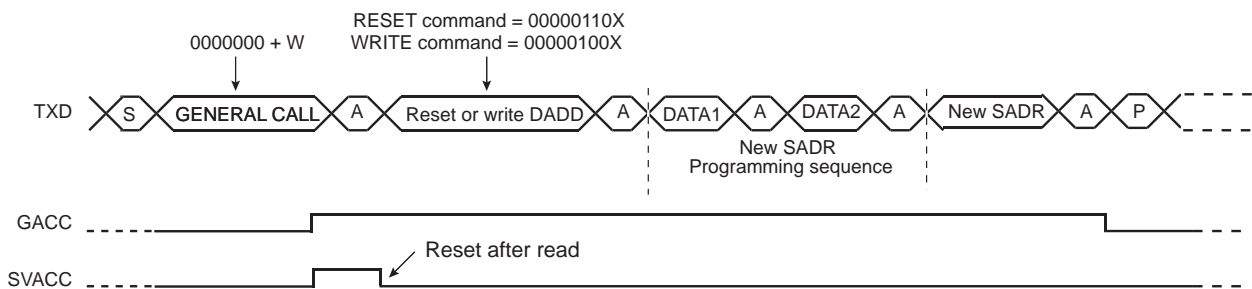 RESET command = 00000110X
0000000 + W
WRITE command = 00000100X
TXD S GENERAL CALL A Reset or write DADD A DATA1 A DATA2 A New SADR A P
New SADR
Programming sequence
GACC
Reset after read
SVACC